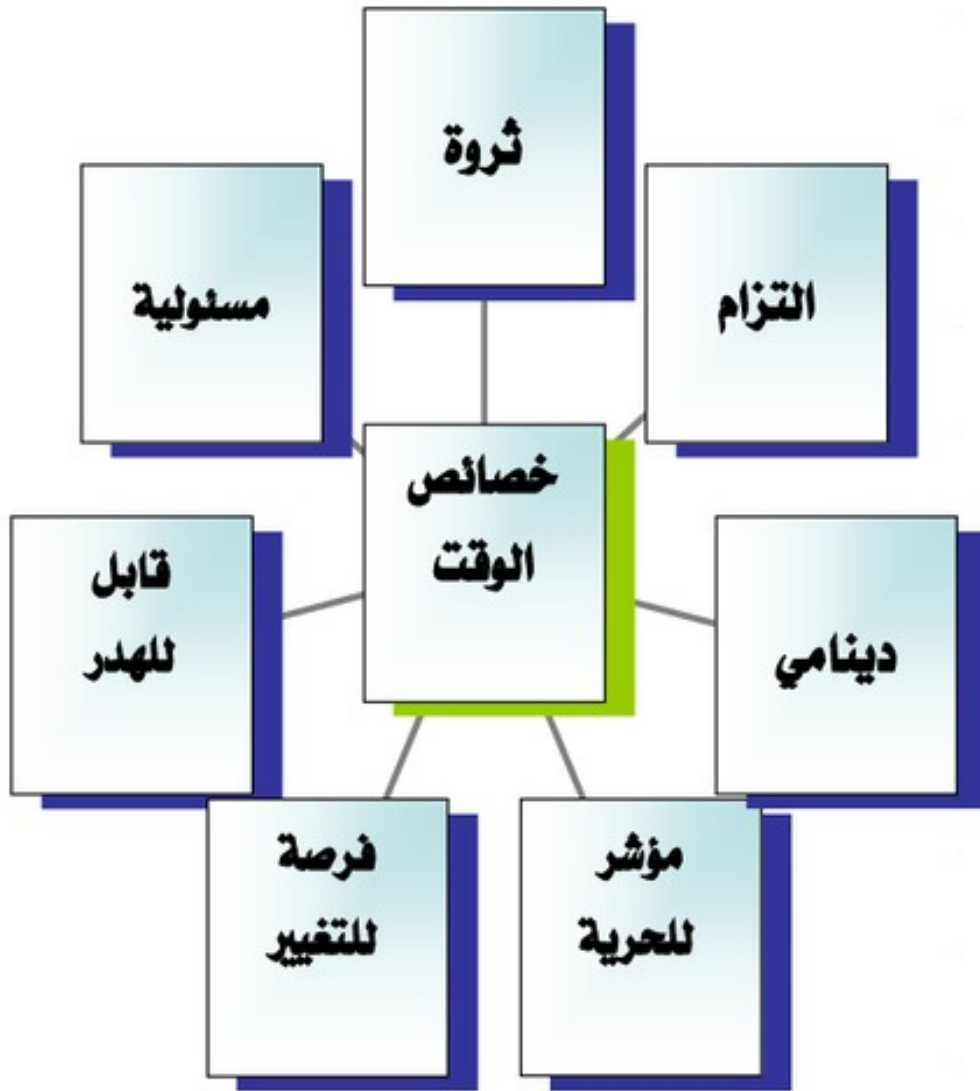 ثروة
التزام
مسئولية
خصائص
الوقت
دينامي
قابل
للهدر
مؤشر
للحرية
فرصة
للتغيير